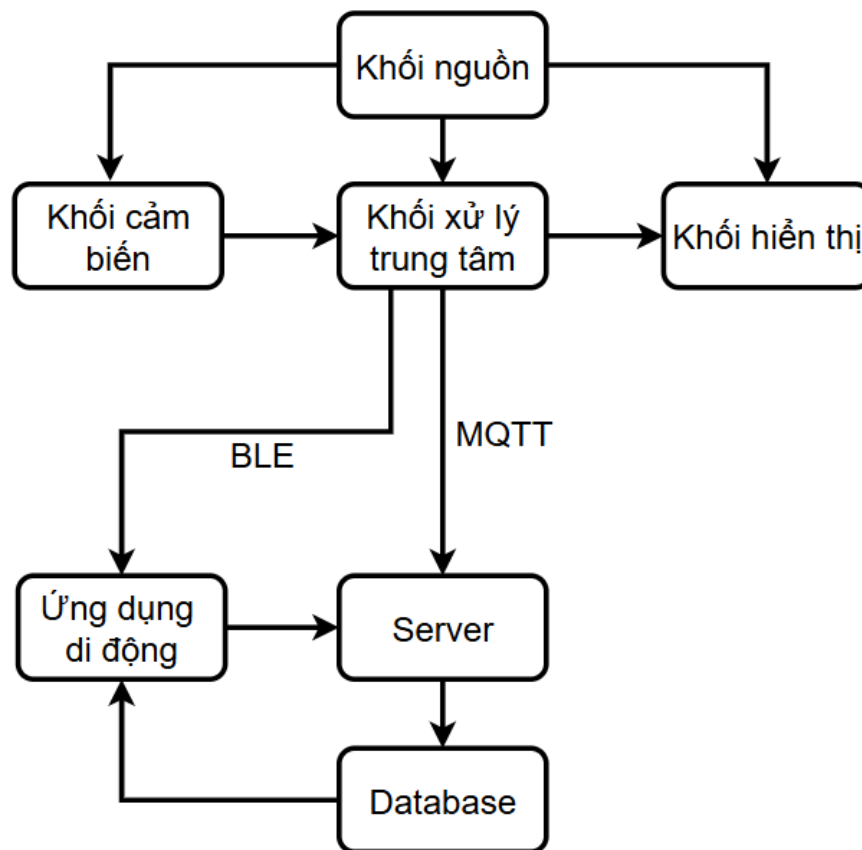 Khối nguồn
Khối cảm
biến
Khối xử lý
trung tâm
Khối hiển thị
BLE
MQTT
Ứng dụng
di động
Server
Database